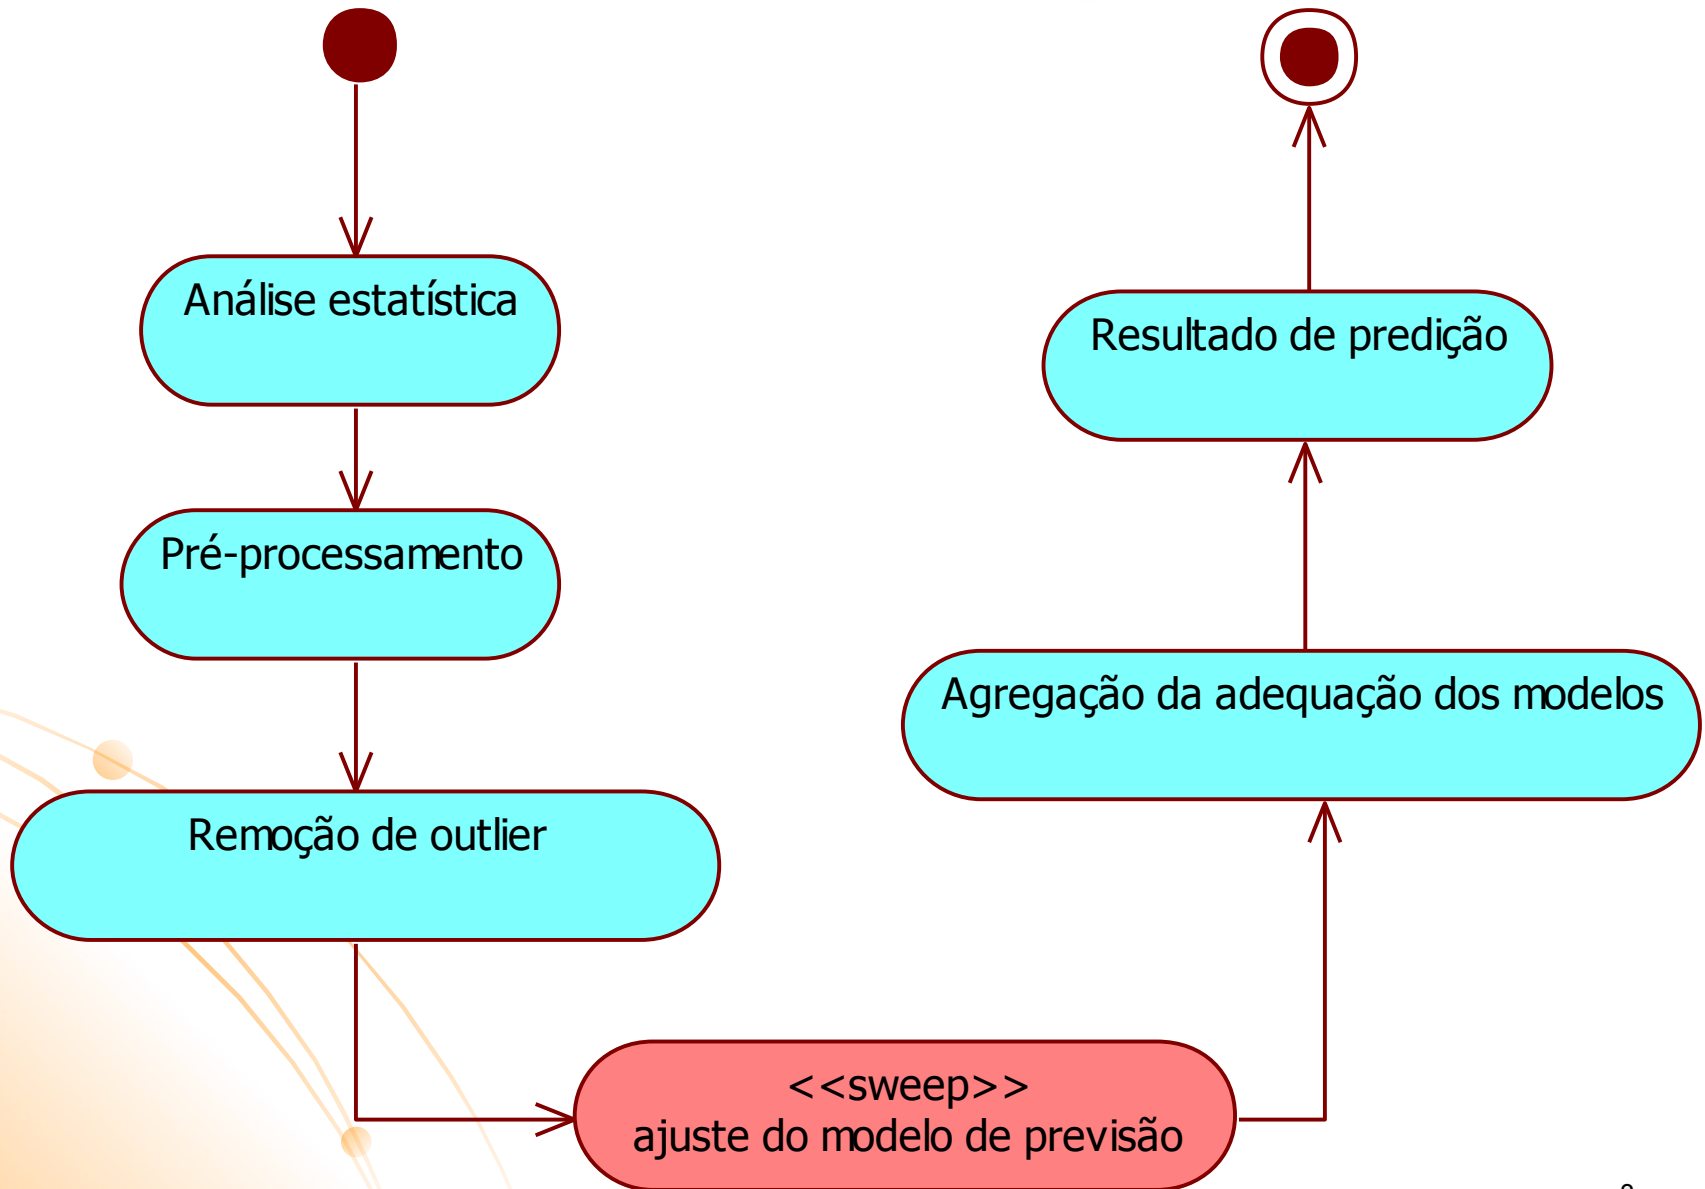 Análise estatística
Pré-processamento
Remoção de outlier
<<sweep>>
ajuste do modelo de previsão
Agregação da adequação dos modelos
Resultado de predição